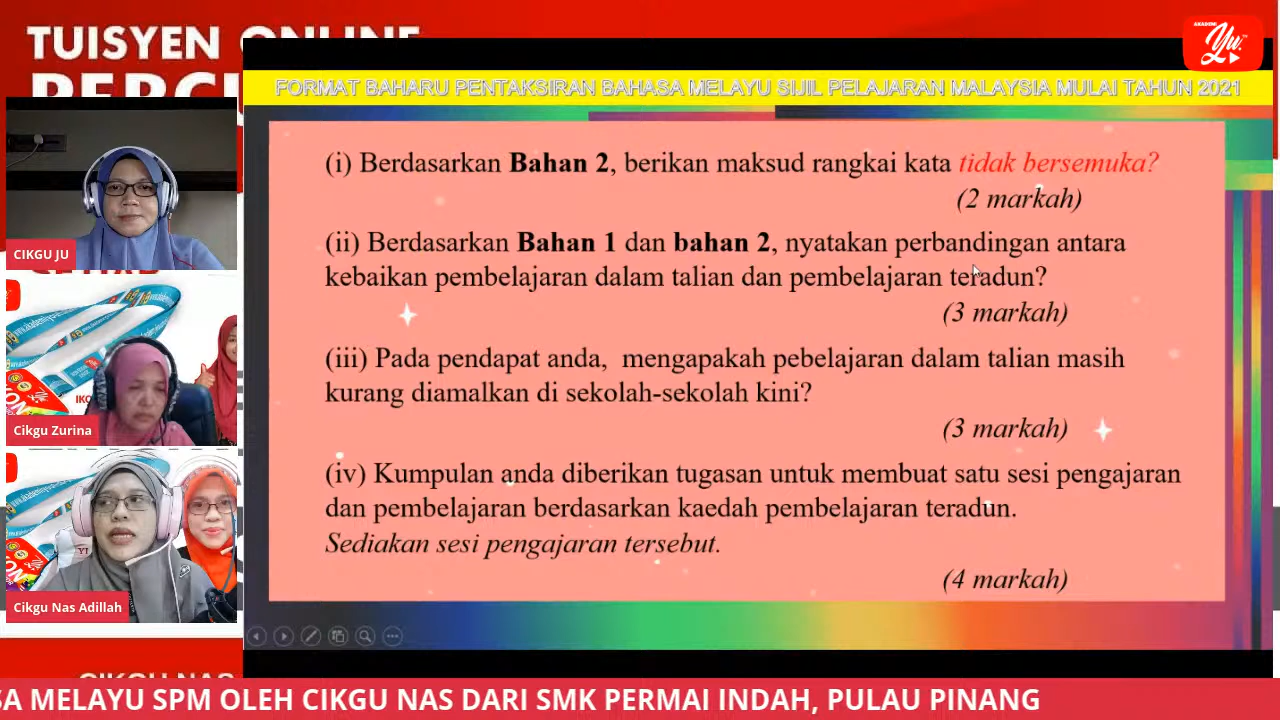 TUISYEN ONLINE
AKADEMI
Yu.
FORMAT BAHARU PENTAKSIRAN BAHASA MELAYU SIJIL PELAJARAN MALAYSIA MULAI TAHUN 2021
(i) Berdasarkan Bahan 2, berikan maksud rangkai kata tidak bersemuka?
(2 markah)
(ii) Berdasarkan Bahan 1 dan bahan 2, nyatakan perbandingan antara
kebaikan pembelajaran dalam talian dan pembelajaran teradun?
(3 markah)
(iii) Pada pendapat anda, mengapakah pebelajaran dalam talian masih
kurang diamalkan di sekolah-sekolah kini?
(3 markah)
(iv) Kumpulan anda diberikan tugasan untuk membuat satu sesi pengajaran
dan pembelajaran berdasarkan kaedah pembelajaran teradun.
Sediakan sesi pengajaran tersebut.
(4 markah)
CIKGU JU
Cikgu Zurina
Cikgu Nas Adillah
CIKGU NAS
SA MELAYU SPM OLEH CIKGU NAS DARI SMK PERMAI INDAH, PULAU PINANG